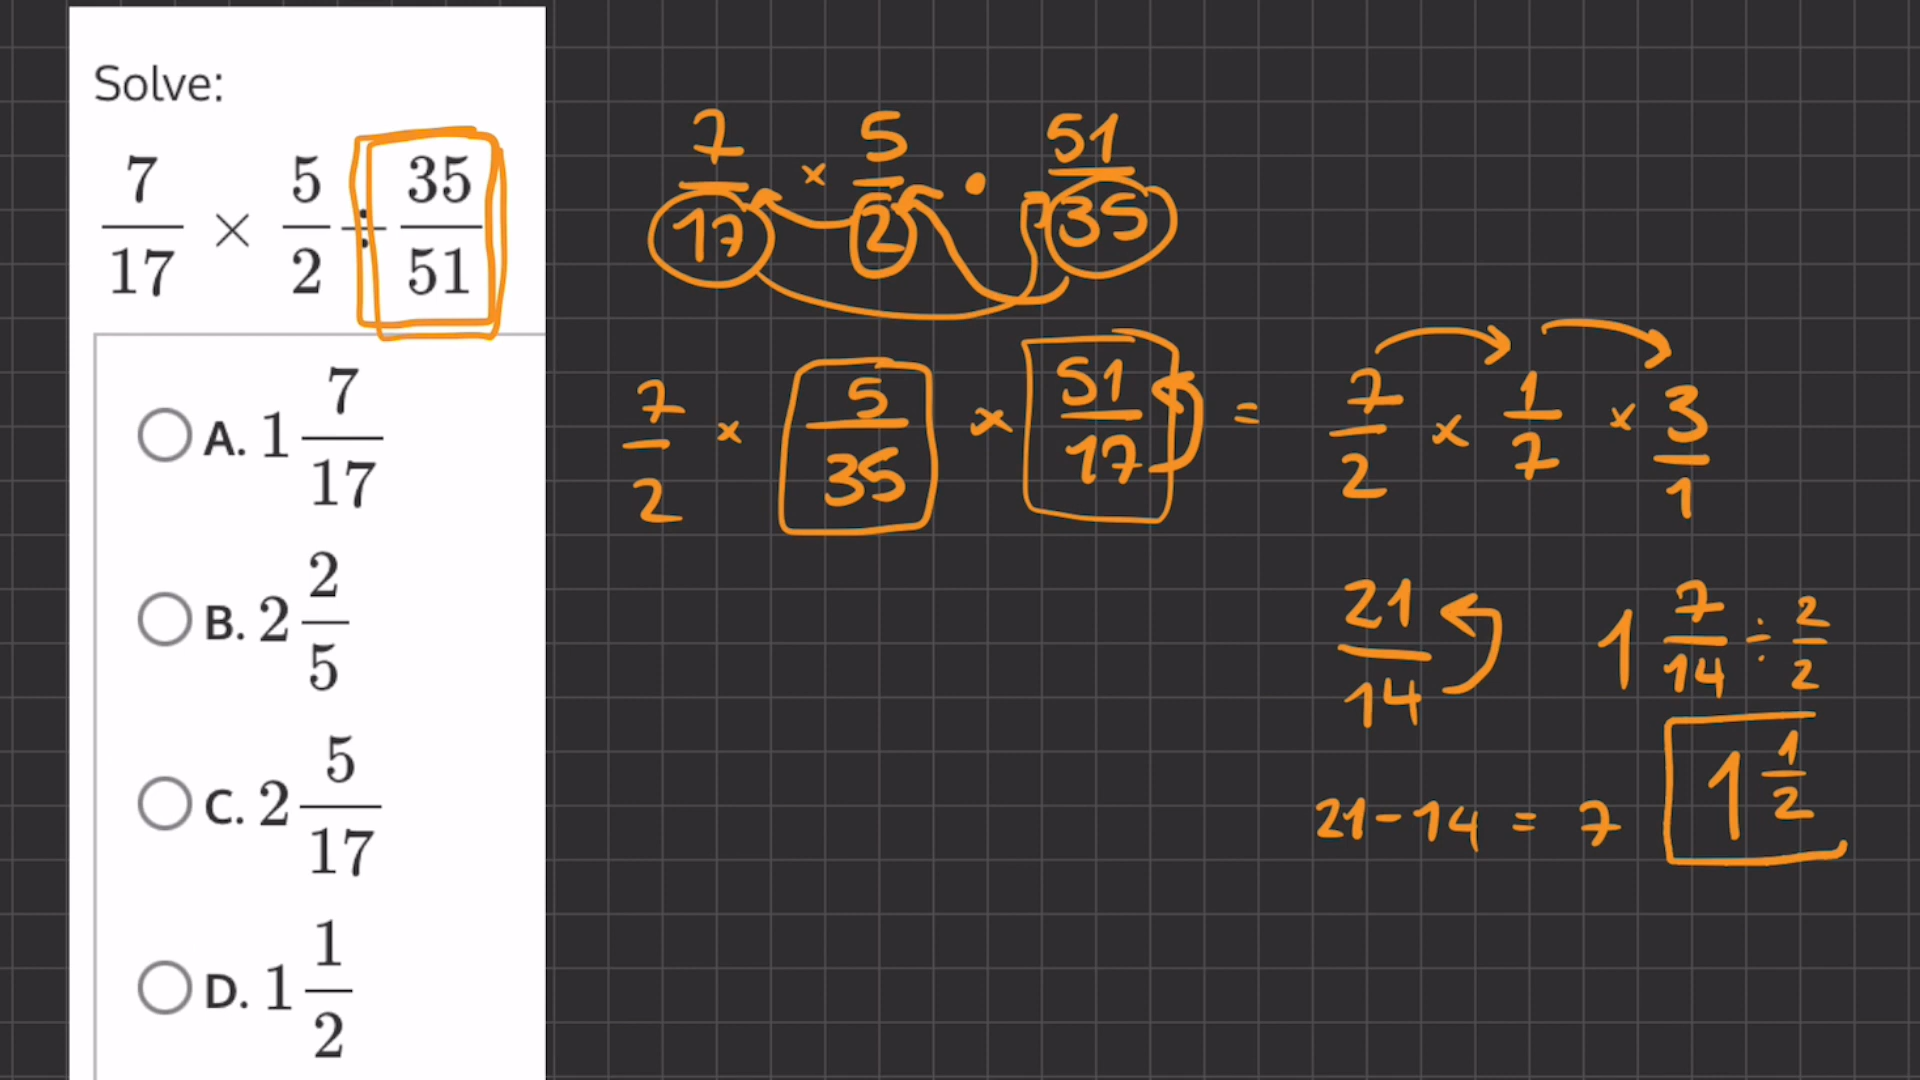 Solve:
7/17 × 5/2 ÷ 35/51
A. 1 7/17
B. 2 2/5
C. 2 5/17
D. 1 1/2
7/17 × 5/2 · 51/35
7/2 × 5/35 × 51/17 = 7/2 × 1/7 × 3/1
21/14
1 7/14 ÷ 2/2
21-14 = 7
1 1/2